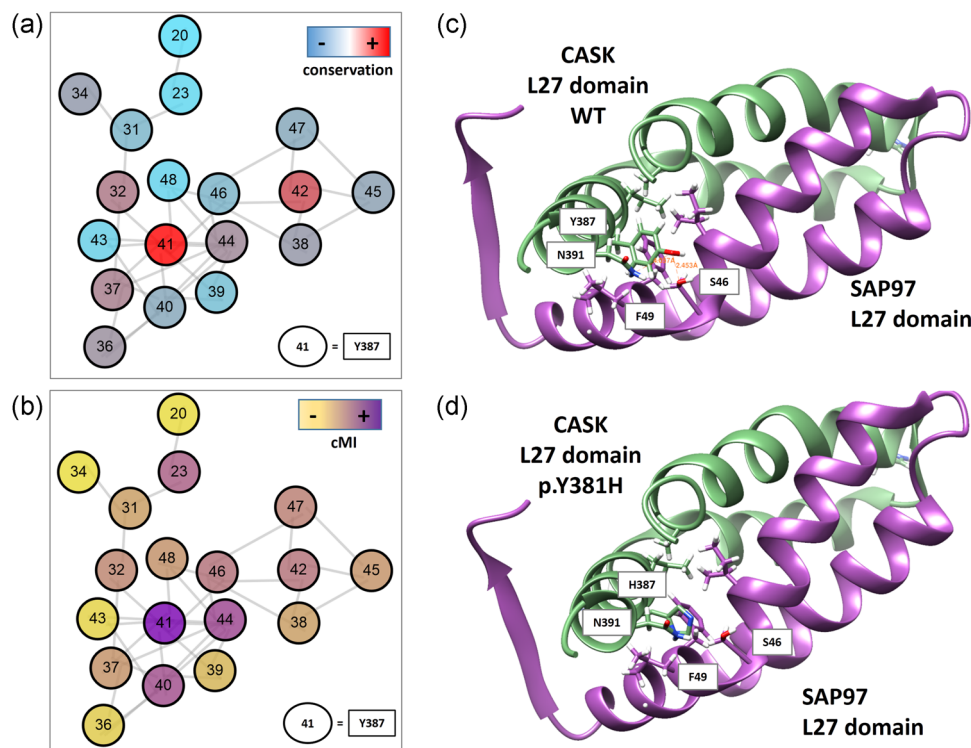 (a)
20
- +
conservation
34
23
31
47
32
48
46
42
45
43
41
44
38
37
40
39
36
41 = Y387
(b)
20
- +
cMI
34
23
31
47
32
48
46
42
45
43
41
44
38
37
40
39
36
41 = Y387
(c)
CASK
L27 domain
WT
Y387
N391
2.453A
S46
F49
SAP97
L27 domain
(d)
CASK
L27 domain
p.Y381H
H387
N391
S46
F49
SAP97
L27 domain